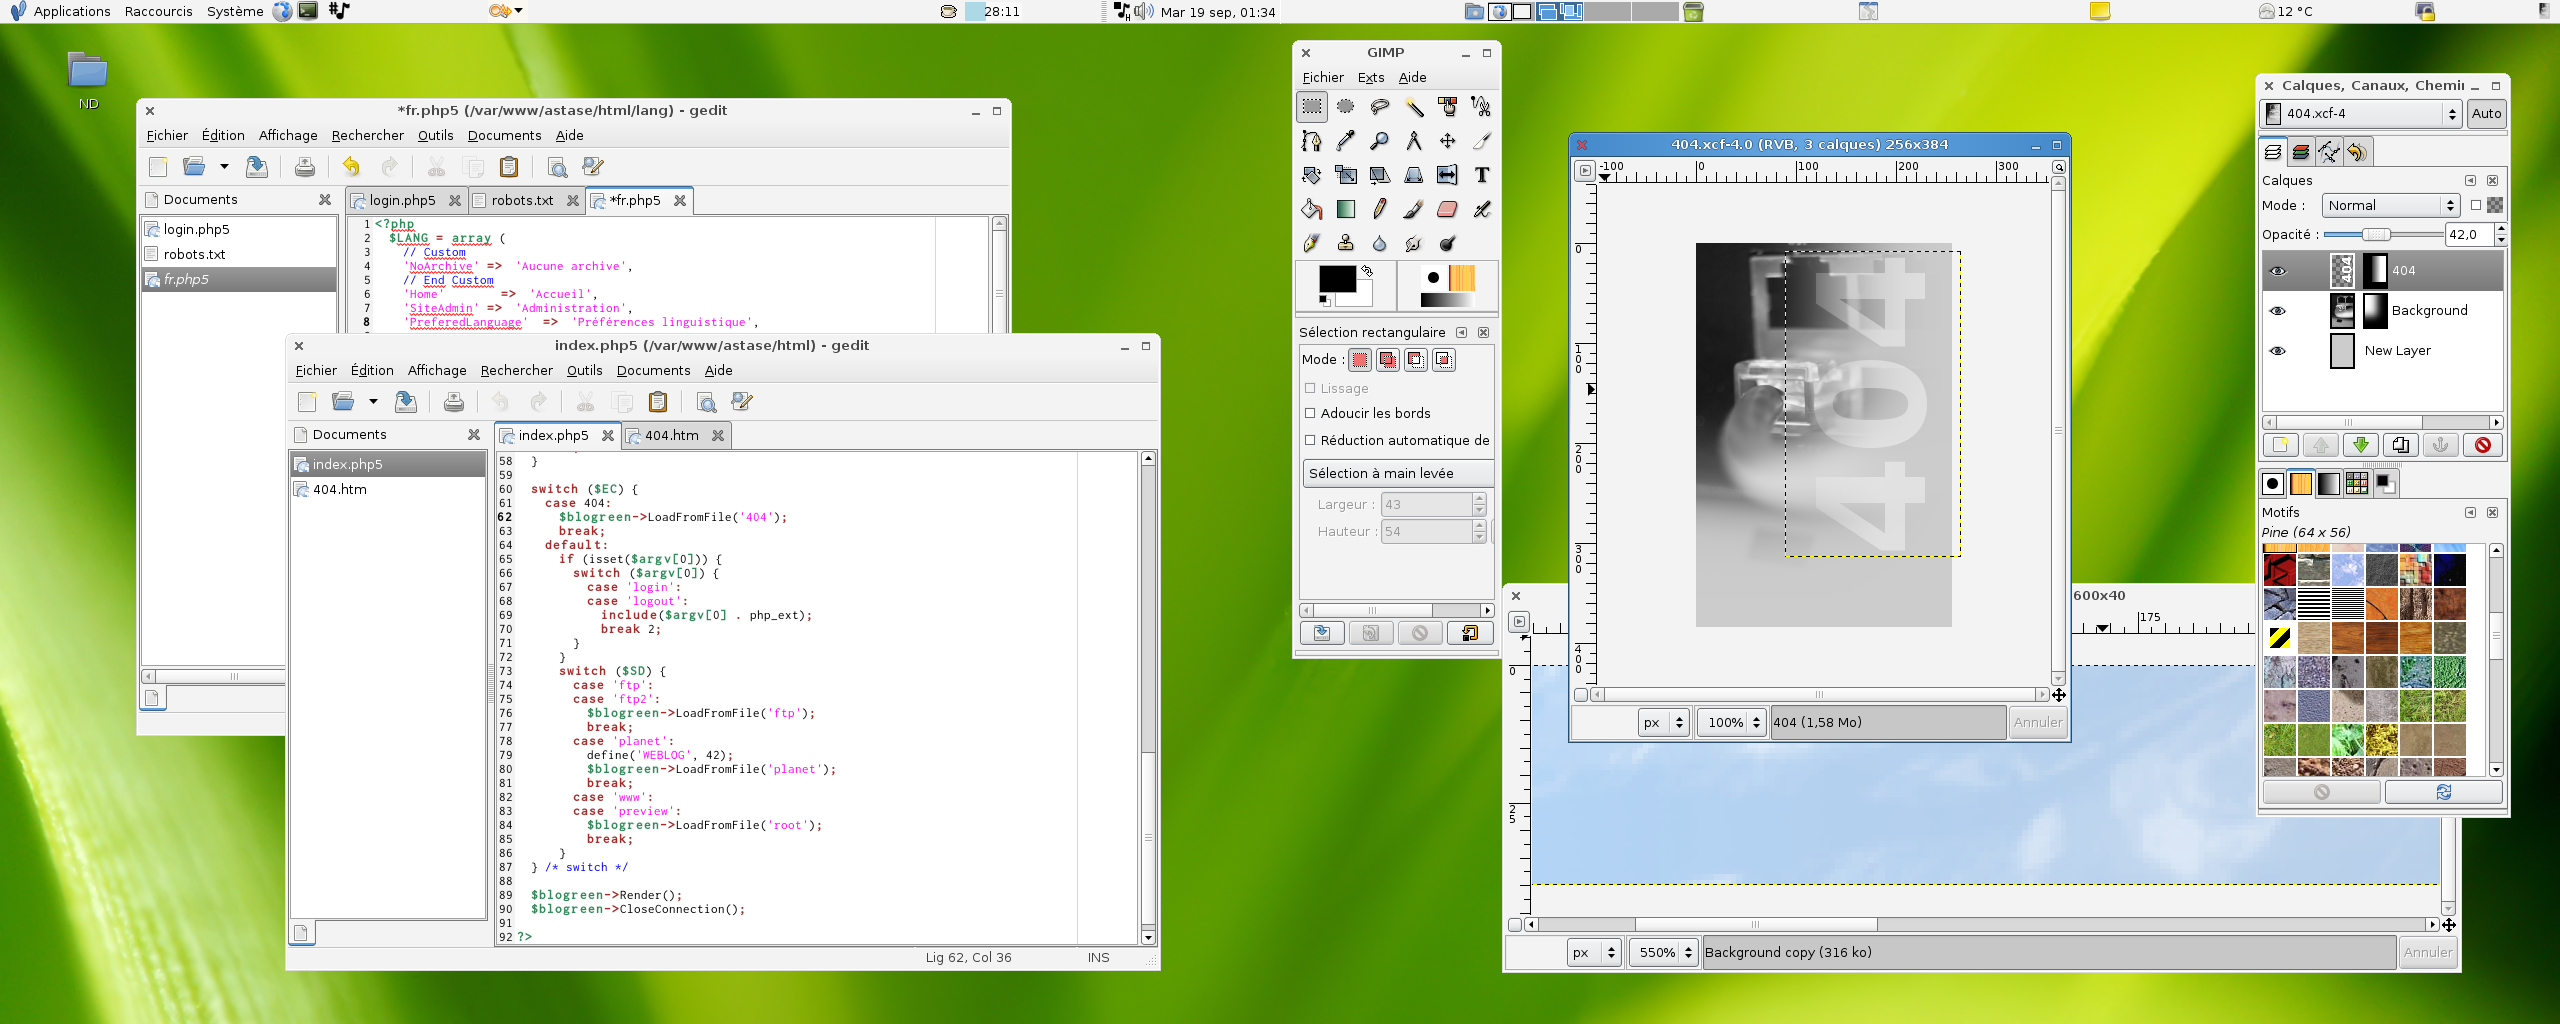 Applications Raccourcis Système
28:11
Mar 19 sep, 01:34
12 °C
ND
*fr.php5 (/var/www/astase/html/lang) - gedit
Fichier Édition Affichage Rechercher Outils Documents Aide
Documents
login.php5
robots.txt
fr.php5
login.php5 robots.txt *fr.php5
1 <?php
2 $LANG = array (
3 // Custom
4 'NoArchive' => 'Aucune archive',
5 // End Custom
6 'Home' => 'Accueil',
7 'SiteAdmin' => 'Administration',
8 'PreferedLanguage' => 'Préférences linguistique',
index.php5 (/var/www/astase/html) - gedit
Fichier Édition Affichage Rechercher Outils Documents Aide
Documents
index.php5
404.htm
index.php5 404.htm
58 }
59
60 switch ($EC) {
61 case 404:
62 $blogreen->LoadFromFile('404');
63 break;
64 default:
65 if (isset($argv[0])) {
66 switch ($argv[0]) {
67 case 'login':
68 case 'logout':
69 include($argv[0] . php_ext);
70 break 2;
71 }
72 }
73 switch ($SD) {
74 case 'ftp':
75 case 'ftp2':
76 $blogreen->LoadFromFile('ftp');
77 break;
78 case 'planet':
79 define('WEBLOG', 42);
80 $blogreen->LoadFromFile('planet');
81 break;
82 case 'www':
83 case 'preview':
84 $blogreen->LoadFromFile('root');
85 break;
86 }
87 } /* switch */
88
89 $blogreen->Render();
90 $blogreen->CloseConnection();
91
92 ?>
Lig 62, Col 36 INS
GIMP
Fichier Exts Aide
Sélection rectangulaire
Mode :
Lissage
Adoucir les bords
Réduction automatique de
Sélection à main levée
Largeur : 43
Hauteur : 54
404.xcf-4.0 (RVB, 3 calques) 256x384
-100 0 100 200 300
0
100
200
300
400
404
px 100% 404 (1,58 Mo) Annuler
600x40
175
0
25
px 550% Background copy (316 ko) Annuler
Calques, Canaux, Chemin
404.xcf-4 Auto
Calques
Mode : Normal
Opacité : 42,0
404 404
Background
New Layer
Motifs
Pine (64 x 56)